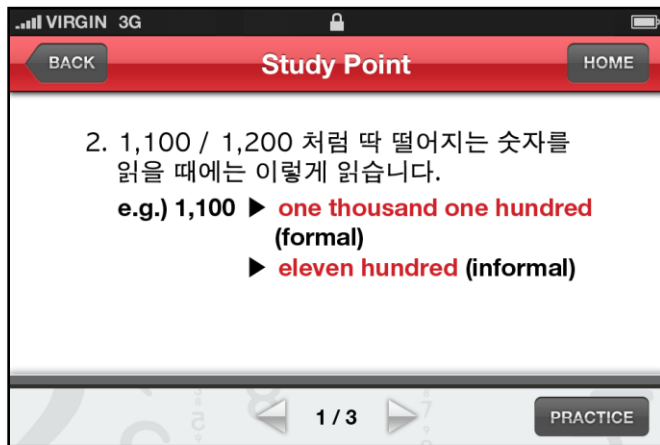 VIRGIN 3G
BACK
Study Point
HOME
2. 1,100 / 1,200 처럼 딱 떨어지는 숫자를
읽을 때에는 이렇게 읽습니다.
e.g.) 1,100 ▶ one thousand one hundred
(formal)
▶ eleven hundred (informal)
1 / 3
PRACTICE